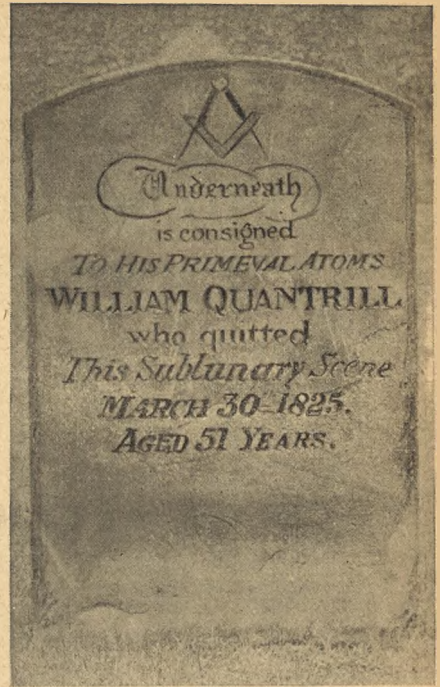 Underneath
is consigned
To HIS PRIMEVAL ATOMS
WILLIAM QUANTRILL
who quitted
This Sublunary Scene
MARCH 30 1825.
AGED 51 YEARS.